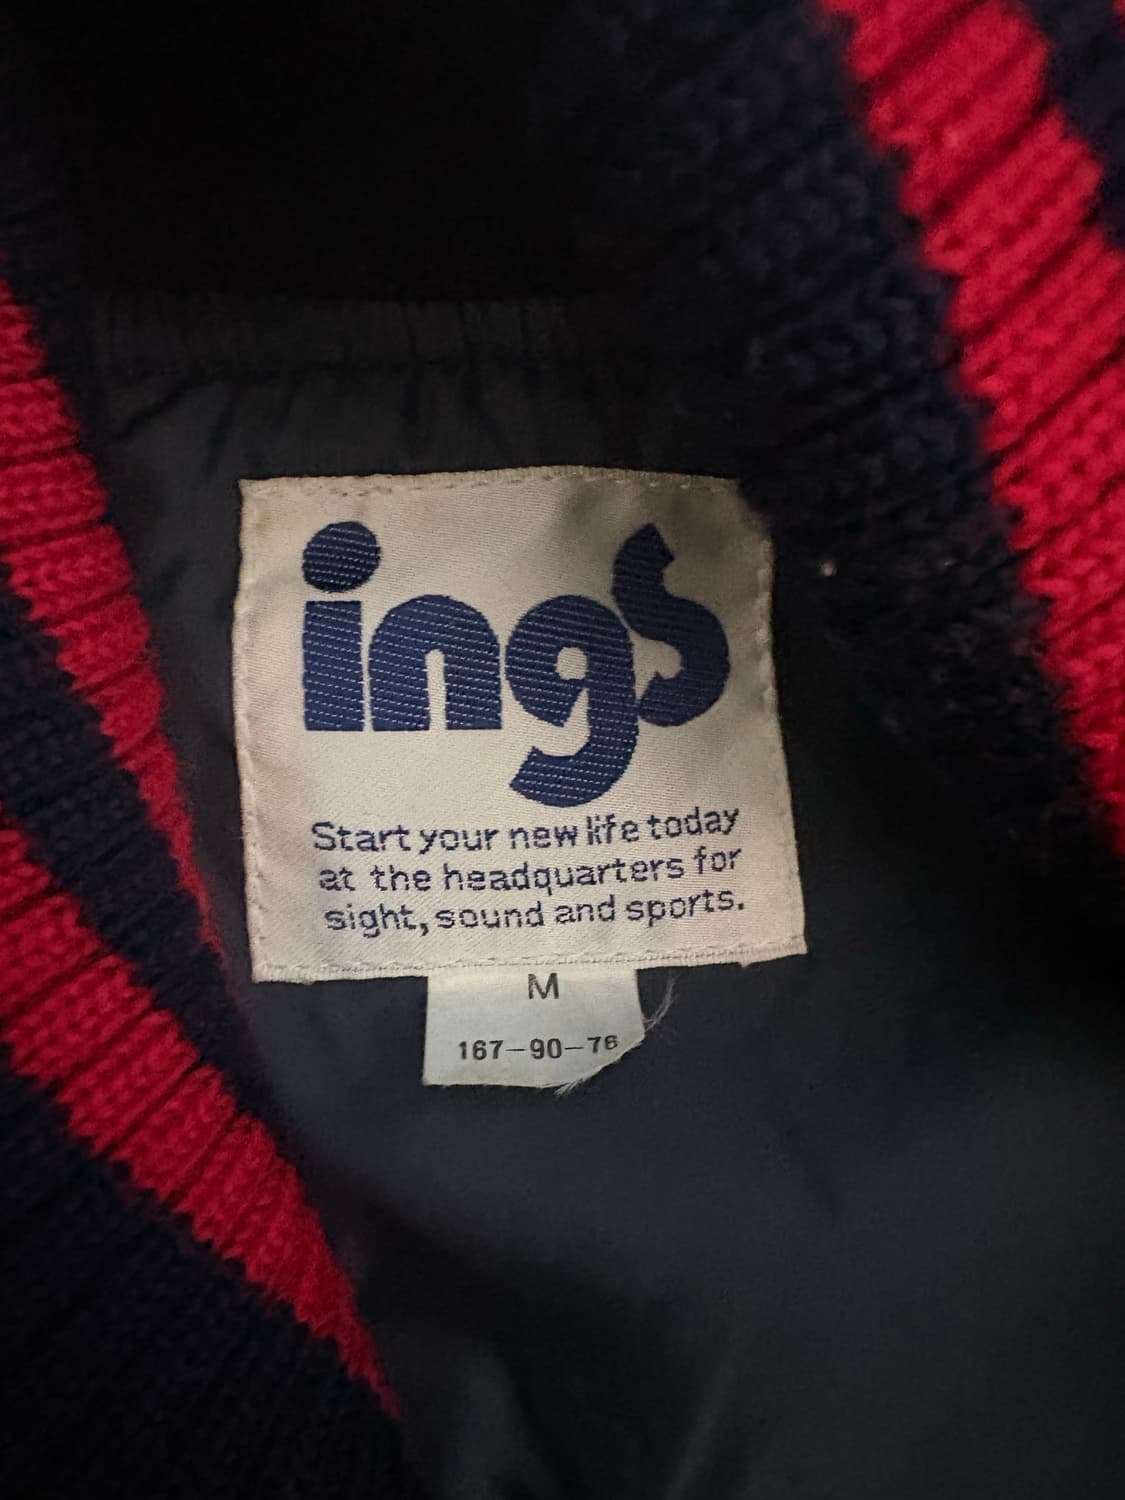 ings
Start your new life today
at the headquarters for
sight, sound and sports.
M
167-90-76